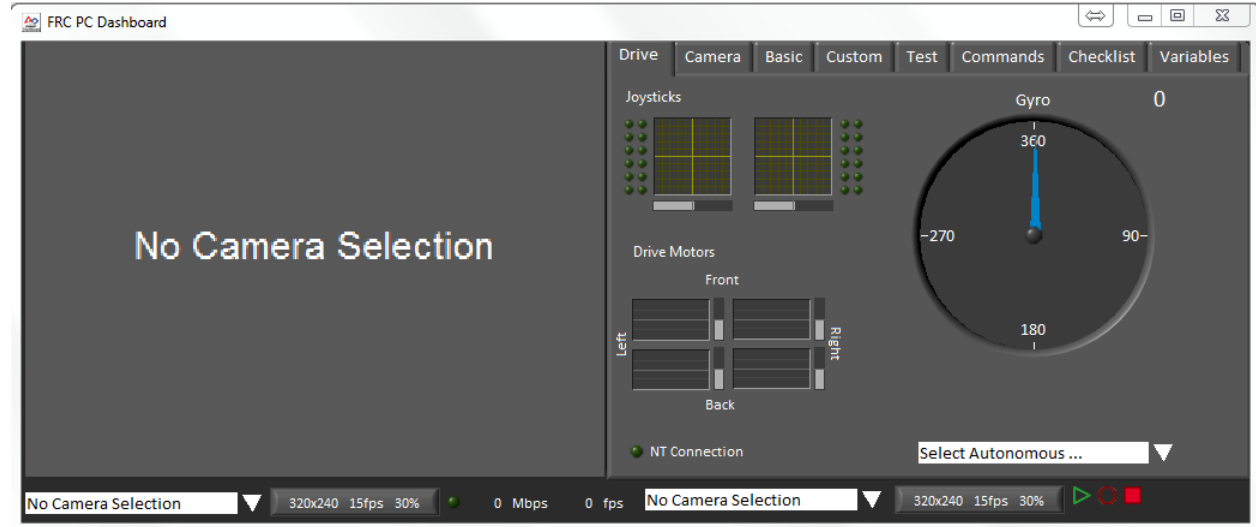 FRC PC Dashboard
Drive Camera Basic Custom Test Commands Checklist Variables
No Camera Selection
Joysticks
Gyro 0
360
270 90
180
Drive Motors
Front
Left Right
Back
NT Connection
Select Autonomous ...
No Camera Selection 320x240 15fps 30% 0 Mbps 0 fps No Camera Selection 320x240 15fps 30%